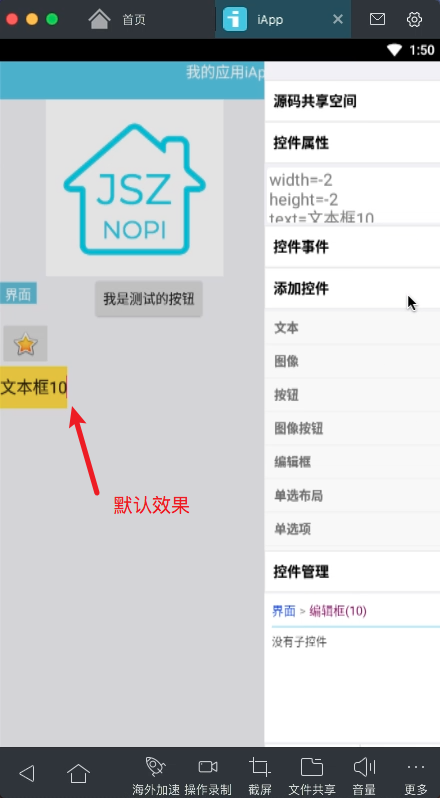 首页
iApp
1:50
我的应用iAp
源码共享空间
JSZ
NOPI
控件属性
width=-2
height=-2
text=文本框10
控件事件
界面
我是测试的按钮
添加控件
文本
图像
文本框10
按钮
图像按钮
编辑框
默认效果
单选布局
单选项
控件管理
界面 > 编辑框(10)
没有子控件
海外加速
操作录制
截屏
文件共享
音量
更多